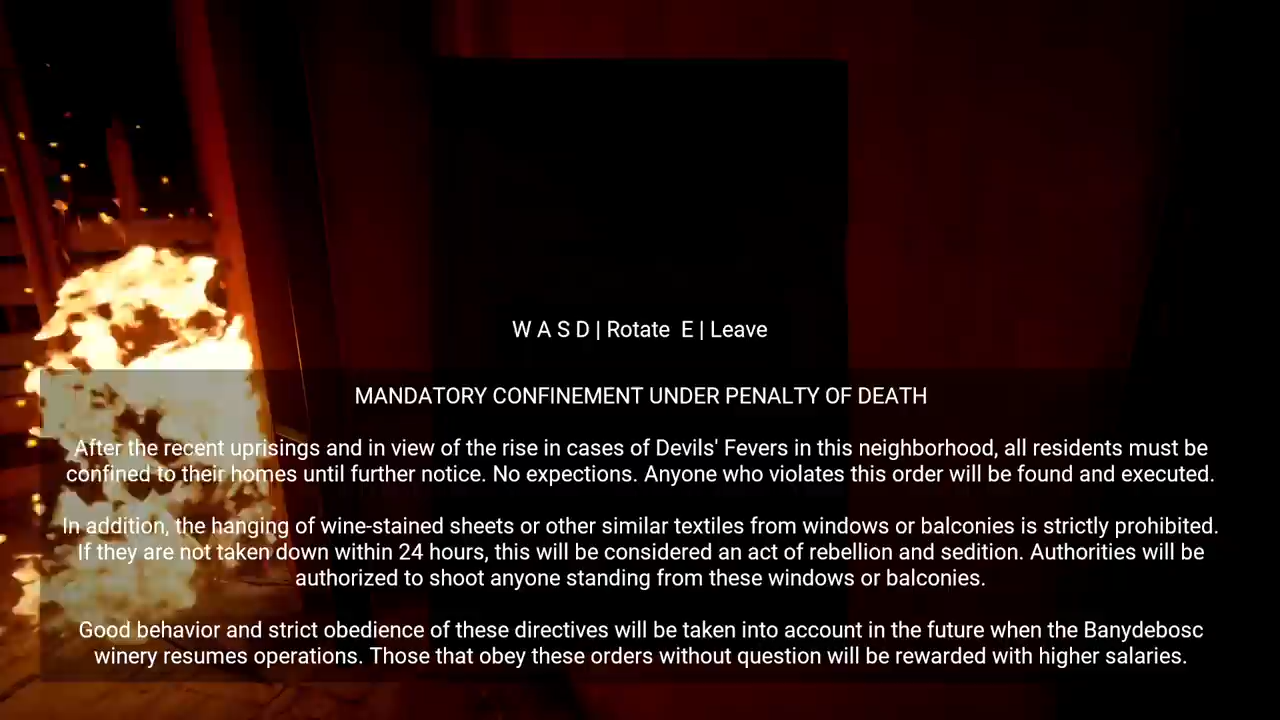 W A S D | Rotate E | Leave
MANDATORY CONFINEMENT UNDER PENALTY OF DEATH
After the recent uprisings and in view of the rise in cases of Devils' Fevers in this neighborhood, all residents must be
confined to their homes until further notice. No expections. Anyone who violates this order will be found and executed.
In addition, the hanging of wine-stained sheets or other similar textiles from windows or balconies is strictly prohibited.
If they are not taken down within 24 hours, this will be considered an act of rebellion and sedition. Authorities will be
authorized to shoot anyone standing from these windows or balconies.
Good behavior and strict obedience of these directives will be taken into account in the future when the Banydebosc
winery resumes operations. Those that obey these orders without question will be rewarded with higher salaries.